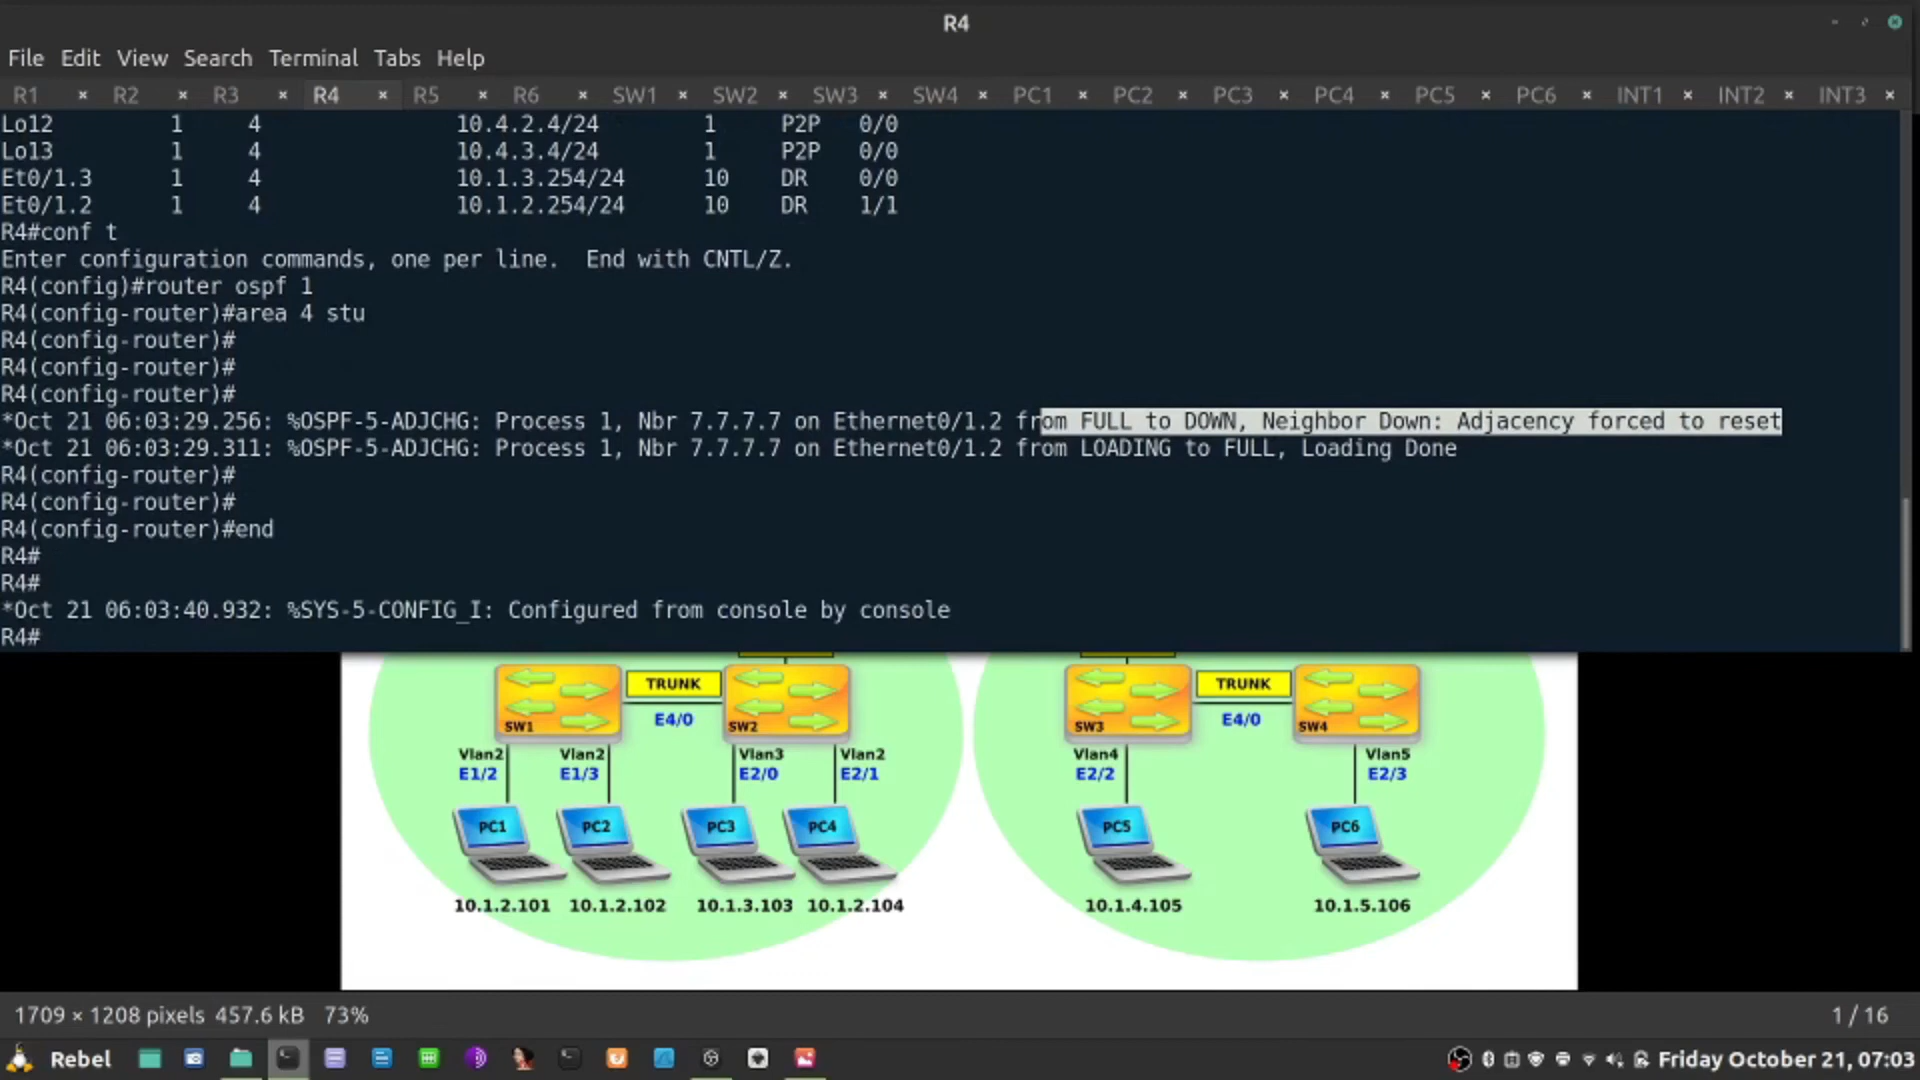 R4
File Edit View Search Terminal Tabs Help
R1 × R2 × R3 × R4 × R5 × R6 × SW1 × SW2 × SW3 × SW4 × PC1 × PC2 × PC3 × PC4 × PC5 × PC6 × INT1 × INT2 × INT3 ×
Lo12 1 4 10.4.2.4/24 1 P2P 0/0
Lo13 1 4 10.4.3.4/24 1 P2P 0/0
Et0/1.3 1 4 10.1.3.254/24 10 DR 0/0
Et0/1.2 1 4 10.1.2.254/24 10 DR 1/1
R4#conf t
Enter configuration commands, one per line. End with CNTL/Z.
R4(config)#router ospf 1
R4(config-router)#area 4 stu
R4(config-router)#
R4(config-router)#
R4(config-router)#
*Oct 21 06:03:29.256: %OSPF-5-ADJCHG: Process 1, Nbr 7.7.7.7 on Ethernet0/1.2 from FULL to DOWN, Neighbor Down: Adjacency forced to reset
*Oct 21 06:03:29.311: %OSPF-5-ADJCHG: Process 1, Nbr 7.7.7.7 on Ethernet0/1.2 from LOADING to FULL, Loading Done
R4(config-router)#
R4(config-router)#
R4(config-router)#end
R4#
R4#
*Oct 21 06:03:40.932: %SYS-5-CONFIG_I: Configured from console by console
R4#
TRUNK TRUNK
SW1 E4/0 SW2 SW3 E4/0 SW4
Vlan2 Vlan2 Vlan3 Vlan2 Vlan4 Vlan5
E1/2 E1/3 E2/0 E2/1 E2/2 E2/3
PC1 PC2 PC3 PC4 PC5 PC6
10.1.2.101 10.1.2.102 10.1.3.103 10.1.2.104 10.1.4.105 10.1.5.106
1709 × 1208 pixels 457.6 kB 73% 1 / 16
Rebel Friday October 21, 07:03